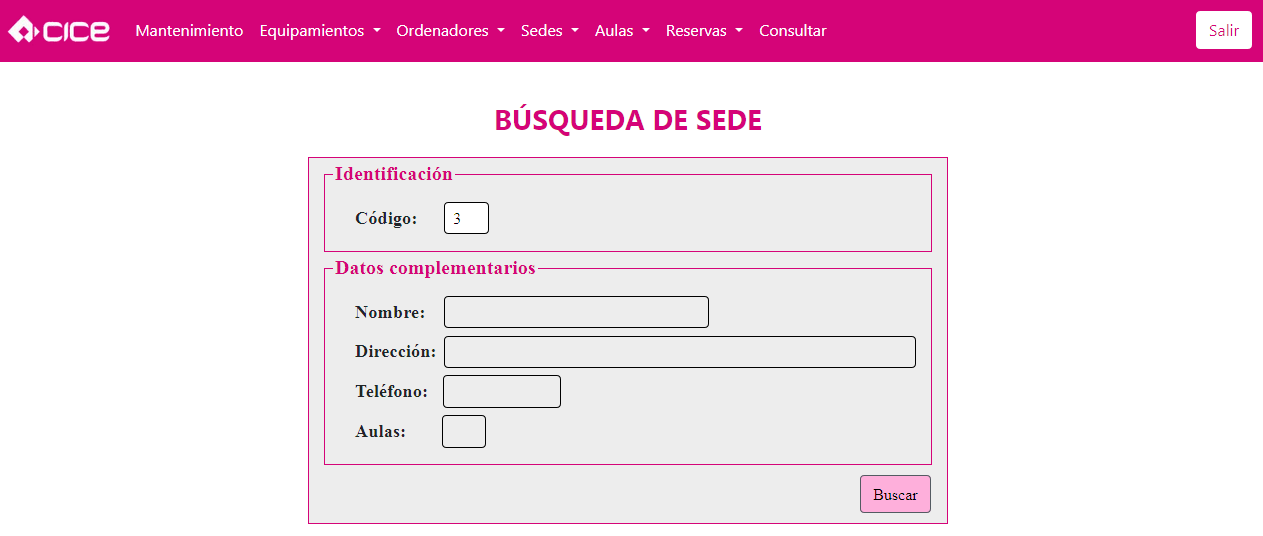 CICE Mantenimiento Equipamientos Ordenadores Sedes Aulas Reservas Consultar Salir
BÚSQUEDA DE SEDE
Identificación
Código: 3
Datos complementarios
Nombre:
Dirección:
Teléfono:
Aulas:
Buscar